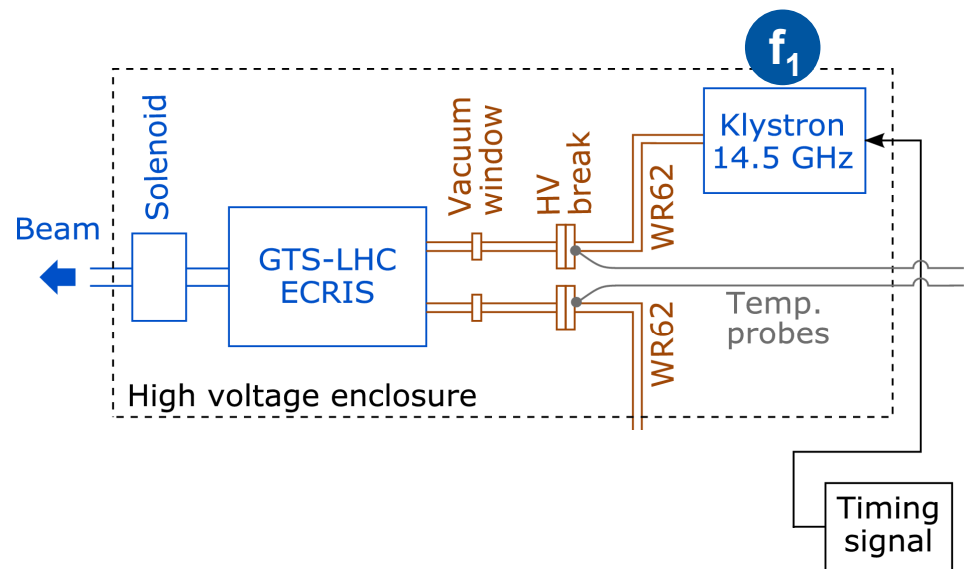 f1
Klystron
14.5 GHz
Solenoid
Vacuum
window
HV
break
WR62
Beam
GTS-LHC
ECRIS
Temp.
probes
WR62
High voltage enclosure
Timing
signal